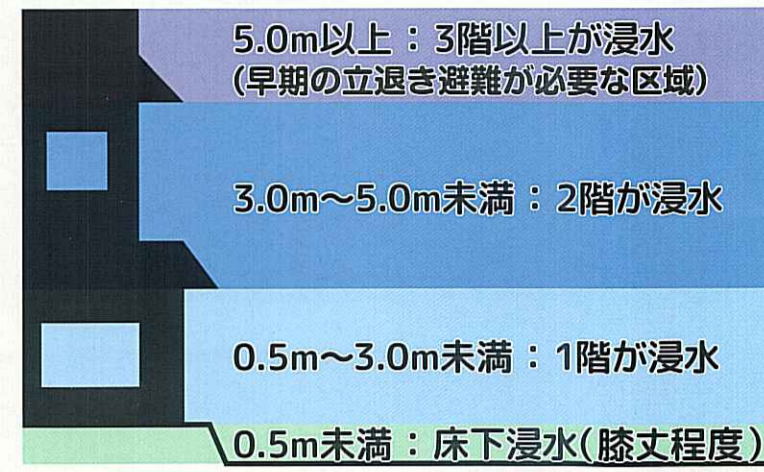 5.0m以上：3階以上が浸水
(早期の立退き避難が必要な区域)
3.0m～5.0m未満：2階が浸水
0.5m～3.0m未満：1階が浸水
0.5m未満：床下浸水(膝丈程度)